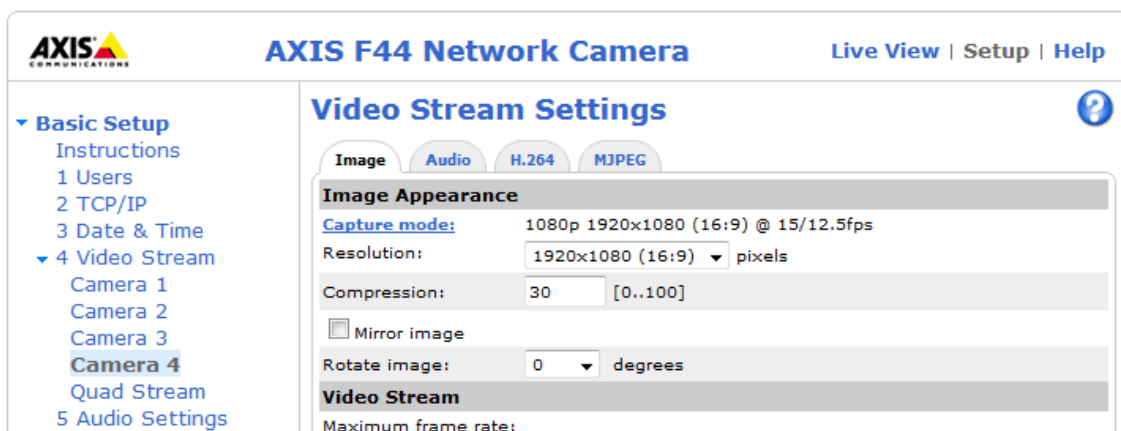 AXIS
COMMUNICATIONS
AXIS F44 Network Camera
Live View | Setup | Help
Basic Setup
Instructions
1 Users
2 TCP/IP
3 Date & Time
4 Video Stream
Camera 1
Camera 2
Camera 3
Camera 4
Quad Stream
5 Audio Settings
Video Stream Settings
?
Image
Audio
H.264
MJPEG
Image Appearance
Capture mode: 1080p 1920x1080 (16:9) @ 15/12.5fps
Resolution: 1920x1080 (16:9) pixels
Compression: 30 [0..100]
Mirror image
Rotate image: 0 degrees
Video Stream
Maximum frame rate: